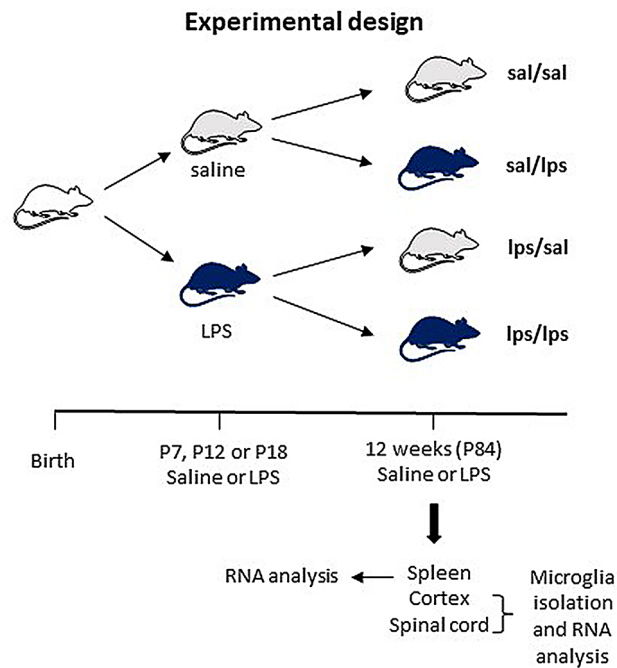 Experimental design
sal/sal
saline
sal/lps
lps/sal
LPS
lps/lps
Birth
P7, P12 or P18
Saline or LPS
12 weeks (P84)
Saline or LPS
RNA analysis
Spleen
Cortex
Spinal cord
Microglia
isolation
and RNA
analysis